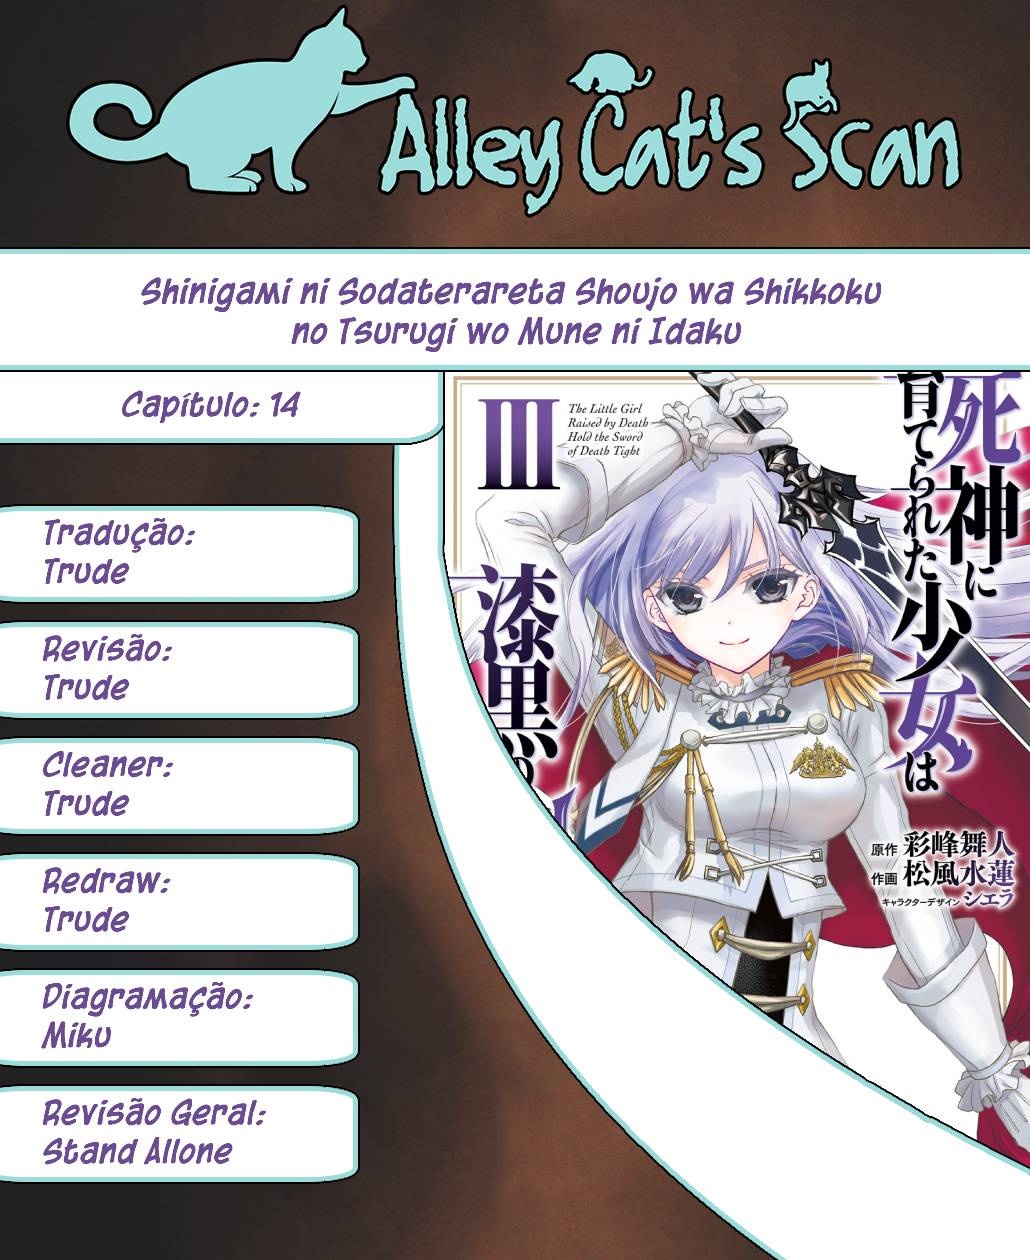 Alley Cat's Scan
Shinigami ni Sodaterareta Shoujo wa Shikkoku
no Tsurugi wo Mune ni Idaku
Capítulo: 14
Tradução:
Trude
Revisão:
Trude
Cleaner:
Trude
Redraw:
Trude
Diagramação:
Miku
Revisão Geral:
Stand Allone
III
The Little Girl
Raised by Death
Hold the Sword
of Death Tight
死神に
育てられた少女は
漆黒の
原作 彩峰舞人
作画 松風水蓮
キャラクターデザイン シエラ